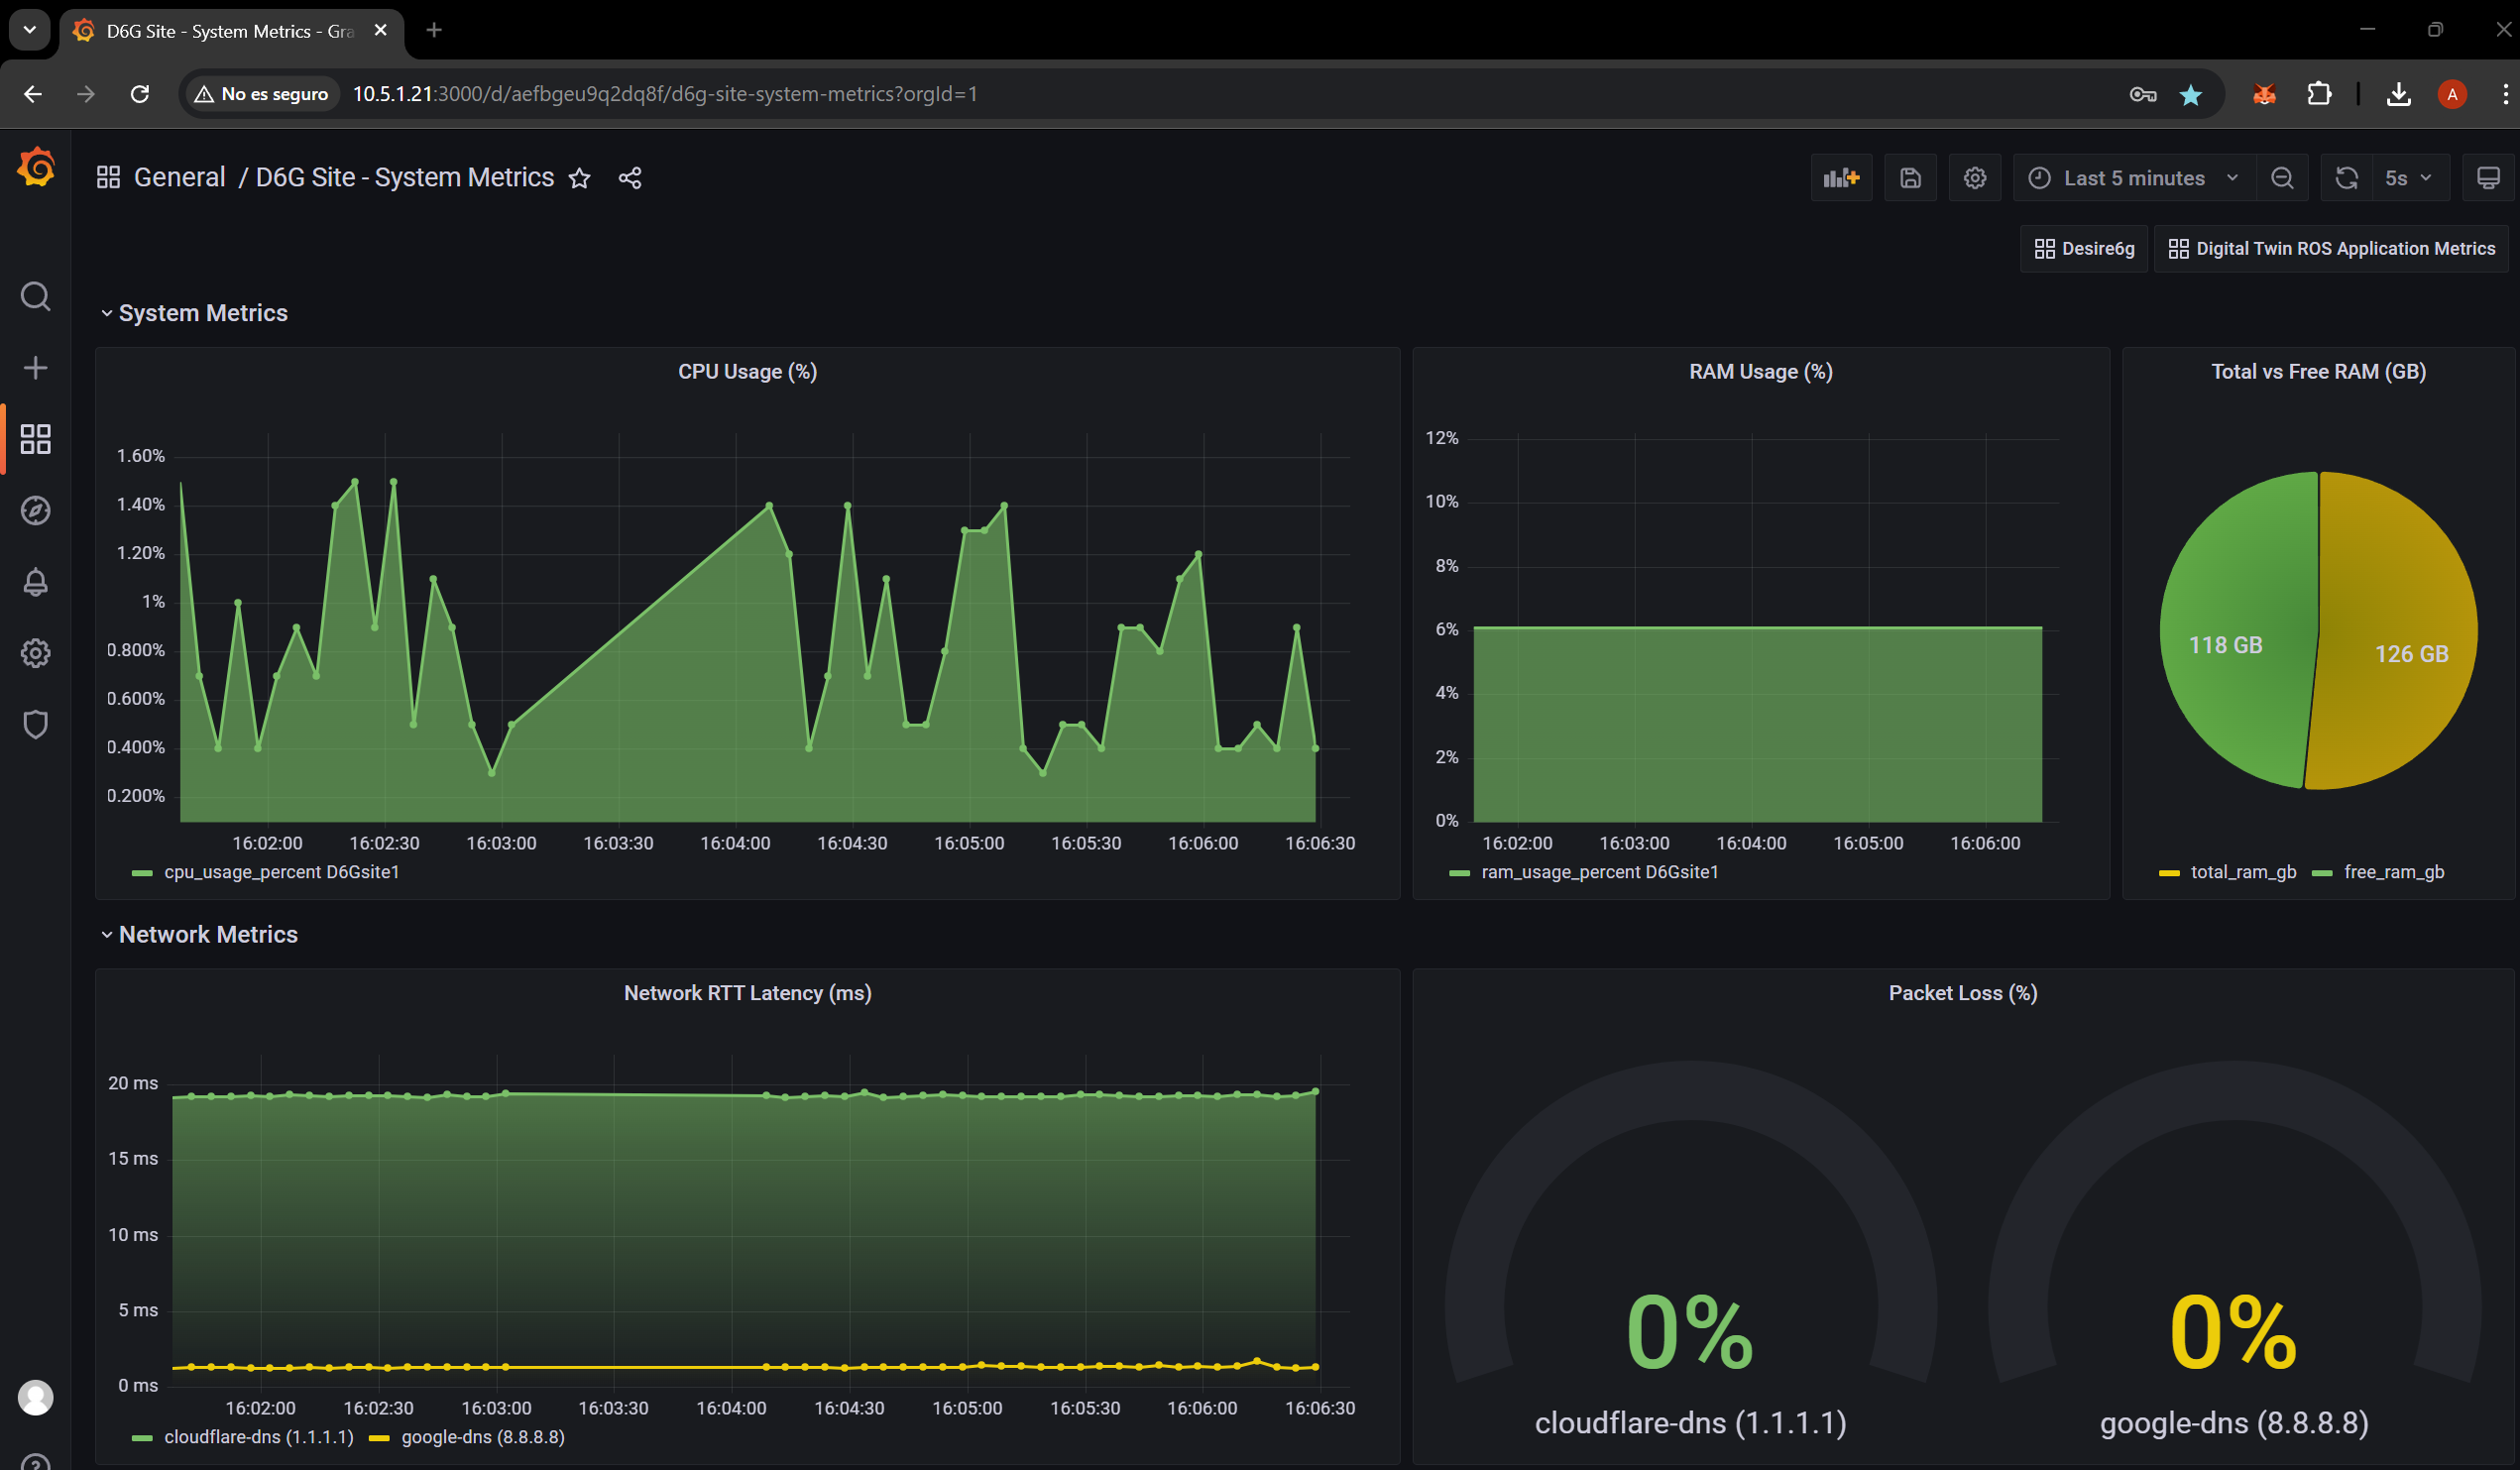 D6G Site - System Metrics - Gra
No es seguro
10.5.1.21:3000/d/aefbgeu9q2dq8f/d6g-site-system-metrics?orgId=1
A
General / D6G Site - System Metrics
Last 5 minutes
5s
Desire6g
Digital Twin ROS Application Metrics
System Metrics
CPU Usage (%)
1.60%
1.40%
1.20%
1%
0.800%
0.600%
0.400%
0.200%
16:02:00 16:02:30 16:03:00 16:03:30 16:04:00 16:04:30 16:05:00 16:05:30 16:06:00 16:06:30
cpu_usage_percent D6Gsite1
RAM Usage (%)
12%
10%
8%
6%
4%
2%
0%
16:02:00 16:03:00 16:04:00 16:05:00 16:06:00
ram_usage_percent D6Gsite1
Total vs Free RAM (GB)
118 GB
126 GB
total_ram_gb free_ram_gb
Network Metrics
Network RTT Latency (ms)
20 ms
15 ms
10 ms
5 ms
0 ms
16:02:00 16:02:30 16:03:00 16:03:30 16:04:00 16:04:30 16:05:00 16:05:30 16:06:00 16:06:30
cloudflare-dns (1.1.1.1) google-dns (8.8.8.8)
Packet Loss (%)
0%
cloudflare-dns (1.1.1.1)
0%
google-dns (8.8.8.8)